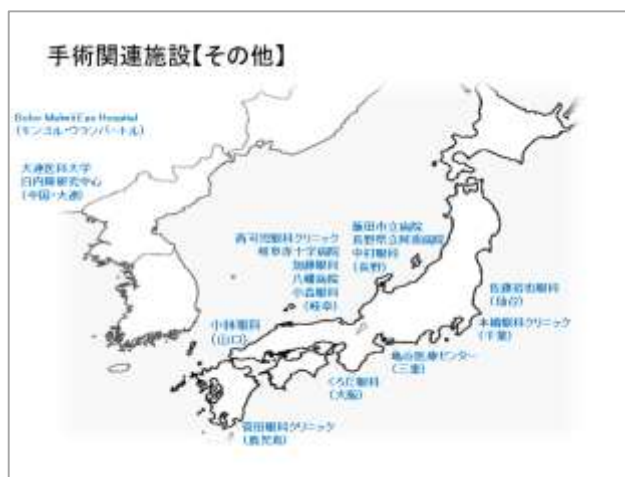 手術関連施設【その他】
Eye Hospital
(モンゴル・ウランバートル)
大連医科大学
白内障研究中心
(中国・大連)
西可児眼科クリニック
岐阜赤十字病院
加藤眼科
八幡病院
小森眼科
(岐阜)
飯田市立病院
長野県立阿南病院
中村眼科
(長野)
小林眼科
(山口)
佐藤裕也眼科
(仙台)
本橋眼科クリニック
(千葉)
亀山医療センター
(三重)
くろだ眼科
(大阪)
眼科クリニック
(鹿児島)